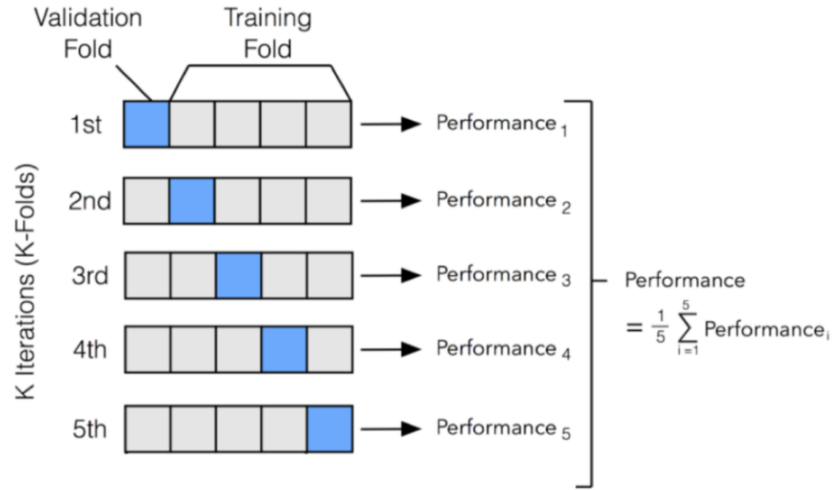 Validation
Fold
Training
Fold
K Iterations (K-Folds)
1st
Performance 1
2nd
Performance 2
3rd
Performance 3
4th
Performance 4
5th
Performance 5
Performance
= 1/5 5 ∑ i=1 Performance i